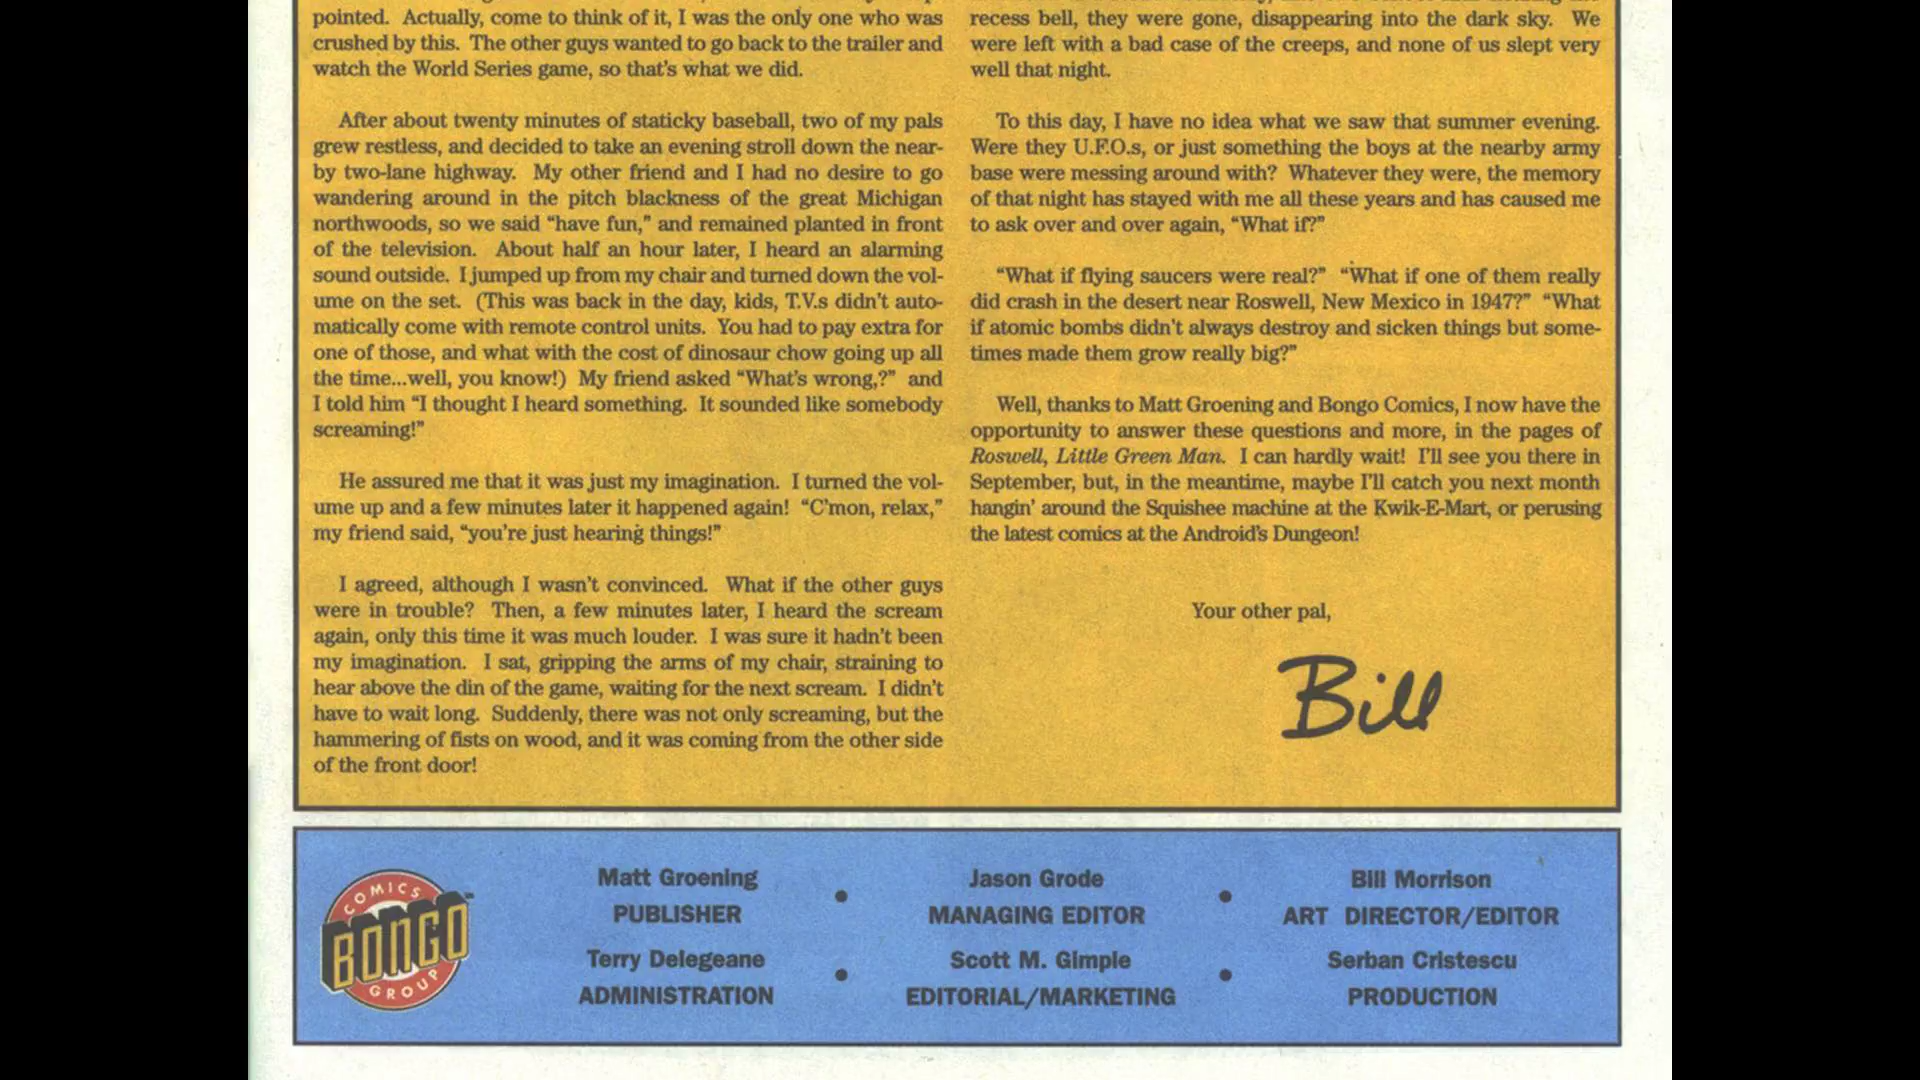 pointed. Actually, come to think of it, I was the only one who was
crushed by this. The other guys wanted to go back to the trailer and
watch the World Series game, so that's what we did.
After about twenty minutes of staticky baseball, two of my pals
grew restless, and decided to take an evening stroll down the near-
by two-lane highway. My other friend and I had no desire to go
wandering around in the pitch blackness of the great Michigan
northwoods, so we said "have fun," and remained planted in front
of the television. About half an hour later, I heard an alarming
sound outside. I jumped up from my chair and turned down the vol-
ume on the set. (This was back in the day, kids, T.V.s didn't auto-
matically come with remote control units. You had to pay extra for
one of those, and what with the cost of dinosaur chow going up all
the time...well, you know!) My friend asked "What's wrong,?" and
I told him "I thought I heard something. It sounded like somebody
screaming!"
He assured me that it was just my imagination. I turned the vol-
ume up and a few minutes later it happened again! "C'mon, relax,"
my friend said, "you're just hearing things!"
I agreed, although I wasn't convinced. What if the other guys
were in trouble? Then, a few minutes later, I heard the scream
again, only this time it was much louder. I was sure it hadn't been
my imagination. I sat, gripping the arms of my chair, straining to
hear above the din of the game, waiting for the next scream. I didn't
have to wait long. Suddenly, there was not only screaming, but the
hammering of fists on wood, and it was coming from the other side
of the front door!
recess bell, they were gone, disappearing into the dark sky. We
were left with a bad case of the creeps, and none of us slept very
well that night.
To this day, I have no idea what we saw that summer evening.
Were they U.F.O.s, or just something the boys at the nearby army
base were messing around with? Whatever they were, the memory
of that night has stayed with me all these years and has caused me
to ask over and over again, "What if?"
"What if flying saucers were real?" "What if one of them really
did crash in the desert near Roswell, New Mexico in 1947?" "What
if atomic bombs didn't always destroy and sicken things but some-
times made them grow really big?"
Well, thanks to Matt Groening and Bongo Comics, I now have the
opportunity to answer these questions and more, in the pages of
Roswell, Little Green Man. I can hardly wait! I'll see you there in
September, but, in the meantime, maybe I'll catch you next month
hangin' around the Squishee machine at the Kwik-E-Mart, or perusing
the latest comics at the Android's Dungeon!
Your other pal,
Bill
COMICS
BONGO™
GROUP
Matt Groening • Jason Grode • Bill Morrison
PUBLISHER MANAGING EDITOR ART DIRECTOR/EDITOR
Terry Delegeane • Scott M. Gimple • Serban Cristescu
ADMINISTRATION EDITORIAL/MARKETING PRODUCTION